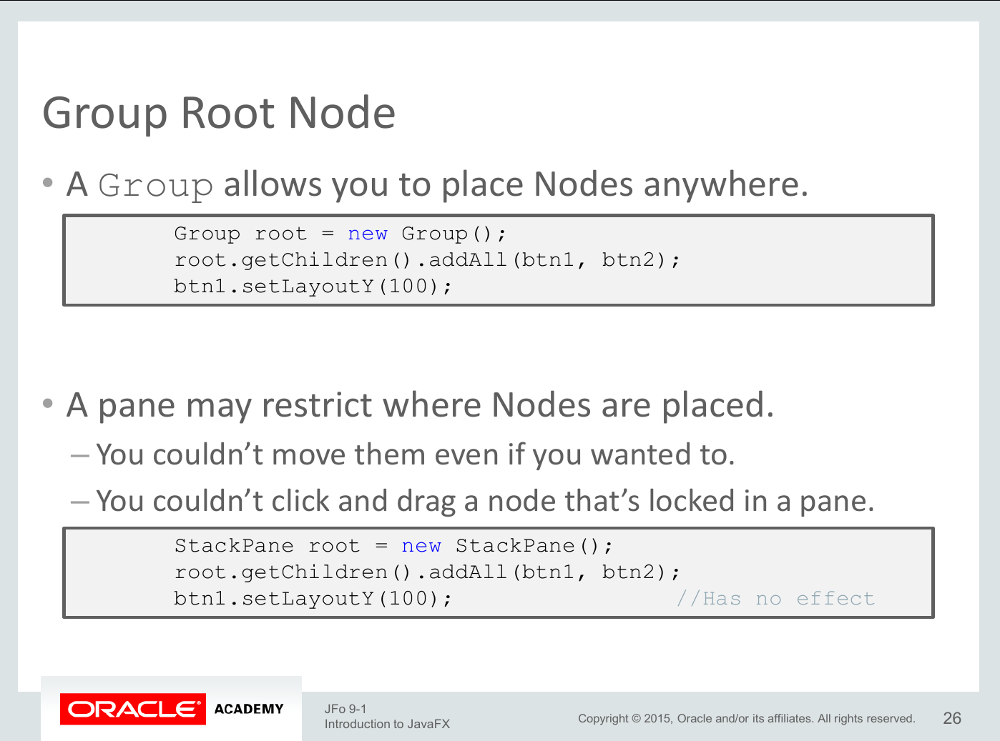 Group Root Node
• A Group allows you to place Nodes anywhere.
Group root = new Group();
root.getChildren().addAll(btn1, btn2);
btn1.setLayoutY(100);
• A pane may restrict where Nodes are placed.
– You couldn’t move them even if you wanted to.
– You couldn’t click and drag a node that’s locked in a pane.
StackPane root = new StackPane();
root.getChildren().addAll(btn1, btn2);
btn1.setLayoutY(100); //Has no effect
ORACLE® ACADEMY
JFo 9-1
Introduction to JavaFX
Copyright © 2015, Oracle and/or its affiliates. All rights reserved.
26